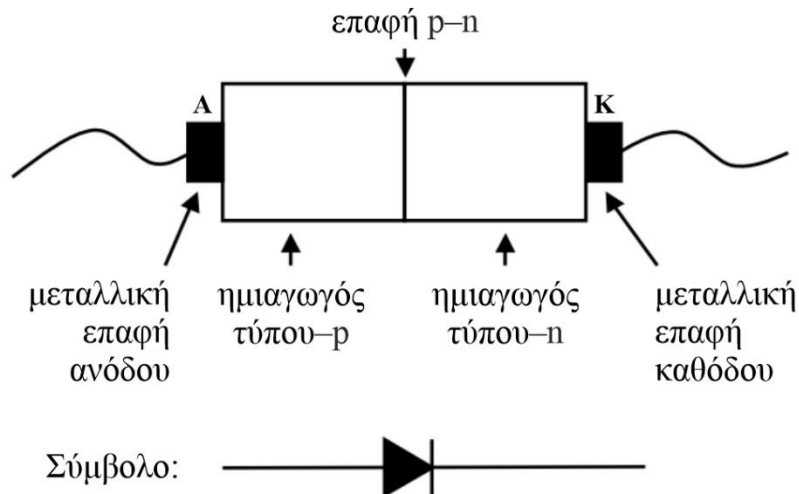 επαφή p–n
A
K
μεταλλική
επαφή
ανόδου
ημιαγωγός
τύπου–p
ημιαγωγός
τύπου–n
μεταλλική
επαφή
καθόδου
Σύμβολο: